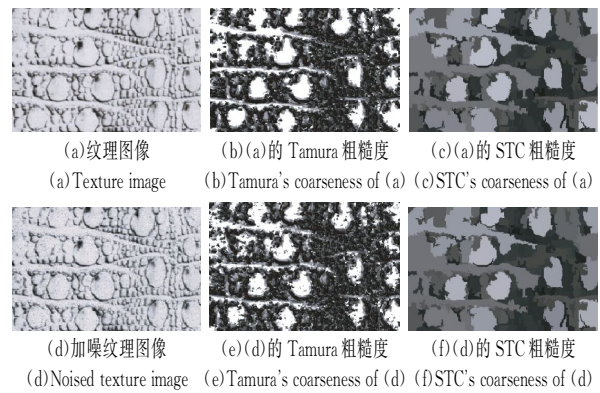 (a)纹理图像 (b)(a)的 Tamura 粗糙度 (c)(a)的 STC 粗糙度
(a)Texture image (b)Tamura's coarseness of (a) (c)STC's coarseness of (a)
(d)加噪纹理图像 (e)(d)的 Tamura 粗糙度 (f)(d)的 STC 粗糙度
(d)Noised texture image (e)Tamura's coarseness of (d) (f)STC's coarseness of (d)